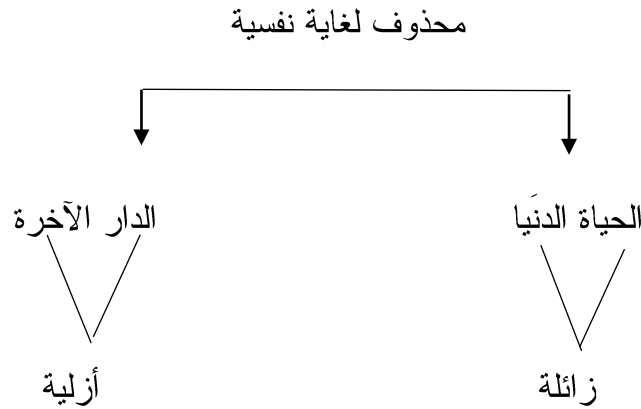 محذوف لغاية نفسية
الحياة الدنَيا
الدار الآخرة
زائلة
أزلية